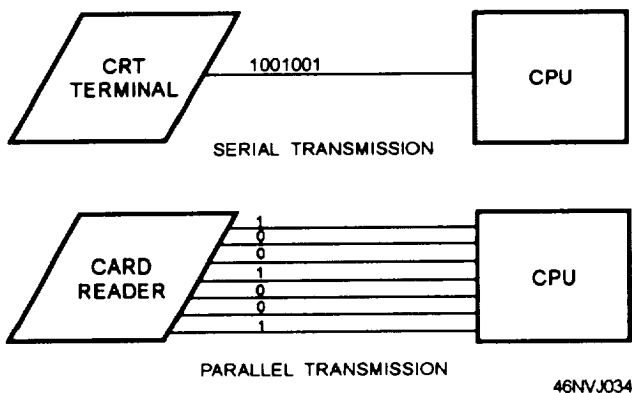 CRT
TERMINAL
1001001
CPU
SERIAL TRANSMISSION
CARD
READER
1
0
0
1
0
0
1
CPU
PARALLEL TRANSMISSION
46NVJ034